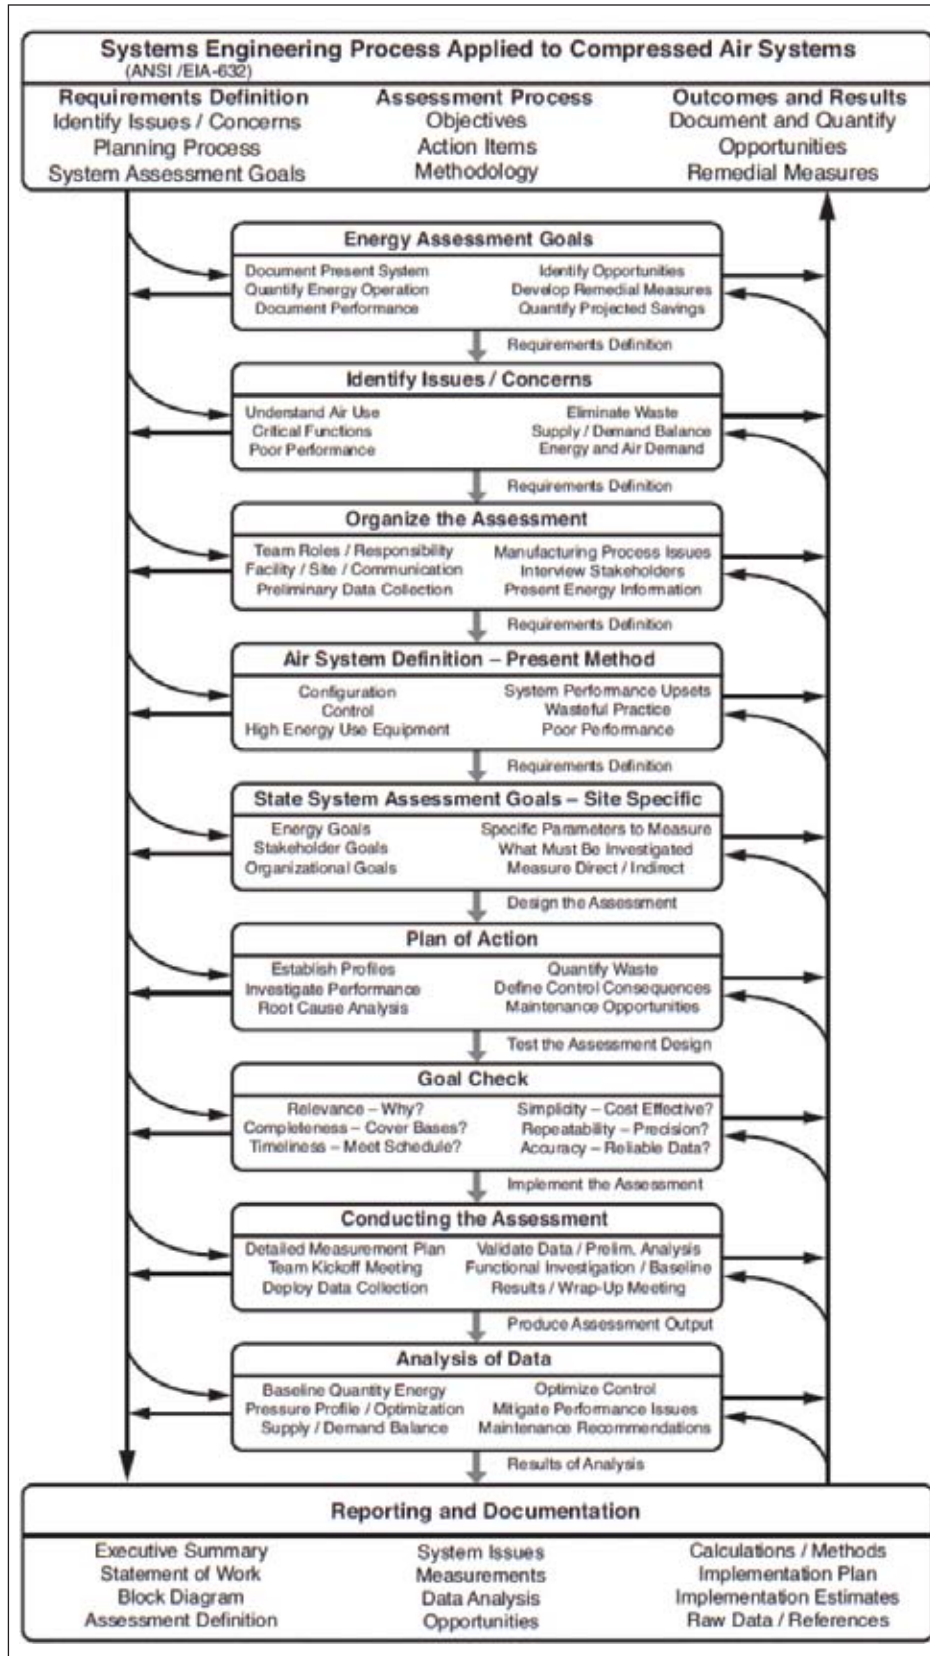 Systems Engineering Process Applied to Compressed Air Systems
(ANSI /EIA-632)
Requirements Definition
Identify Issues / Concerns
Planning Process
System Assessment Goals
Assessment Process
Objectives
Action Items
Methodology
Outcomes and Results
Document and Quantify
Opportunities
Remedial Measures
Energy Assessment Goals
Document Present System
Quantify Energy Operation
Document Performance
Identify Opportunities
Develop Remedial Measures
Quantify Projected Savings
Requirements Definition
Identify Issues / Concerns
Understand Air Use
Critical Functions
Poor Performance
Eliminate Waste
Supply / Demand Balance
Energy and Air Demand
Requirements Definition
Organize the Assessment
Team Roles / Responsibility
Facility / Site / Communication
Preliminary Data Collection
Manufacturing Process Issues
Interview Stakeholders
Present Energy Information
Requirements Definition
Air System Definition – Present Method
Configuration
Control
High Energy Use Equipment
System Performance Upsets
Wasteful Practice
Poor Performance
Requirements Definition
State System Assessment Goals – Site Specific
Energy Goals
Stakeholder Goals
Organizational Goals
Specific Parameters to Measure
What Must Be Investigated
Measure Direct / Indirect
Design the Assessment
Plan of Action
Establish Profiles
Investigate Performance
Root Cause Analysis
Quantify Waste
Define Control Consequences
Maintenance Opportunities
Test the Assessment Design
Goal Check
Relevance – Why?
Completeness – Cover Bases?
Timeliness – Meet Schedule?
Simplicity – Cost Effective?
Repeatability – Precision?
Accuracy – Reliable Data?
Implement the Assessment
Conducting the Assessment
Detailed Measurement Plan
Team Kickoff Meeting
Deploy Data Collection
Validate Data / Prelim. Analysis
Functional Investigation / Baseline
Results / Wrap-Up Meeting
Produce Assessment Output
Analysis of Data
Baseline Quantity Energy
Pressure Profile / Optimization
Supply / Demand Balance
Optimize Control
Mitigate Performance Issues
Maintenance Recommendations
Results of Analysis
Reporting and Documentation
Executive Summary
Statement of Work
Block Diagram
Assessment Definition
System Issues
Measurements
Data Analysis
Opportunities
Calculations / Methods
Implementation Plan
Implementation Estimates
Raw Data / References